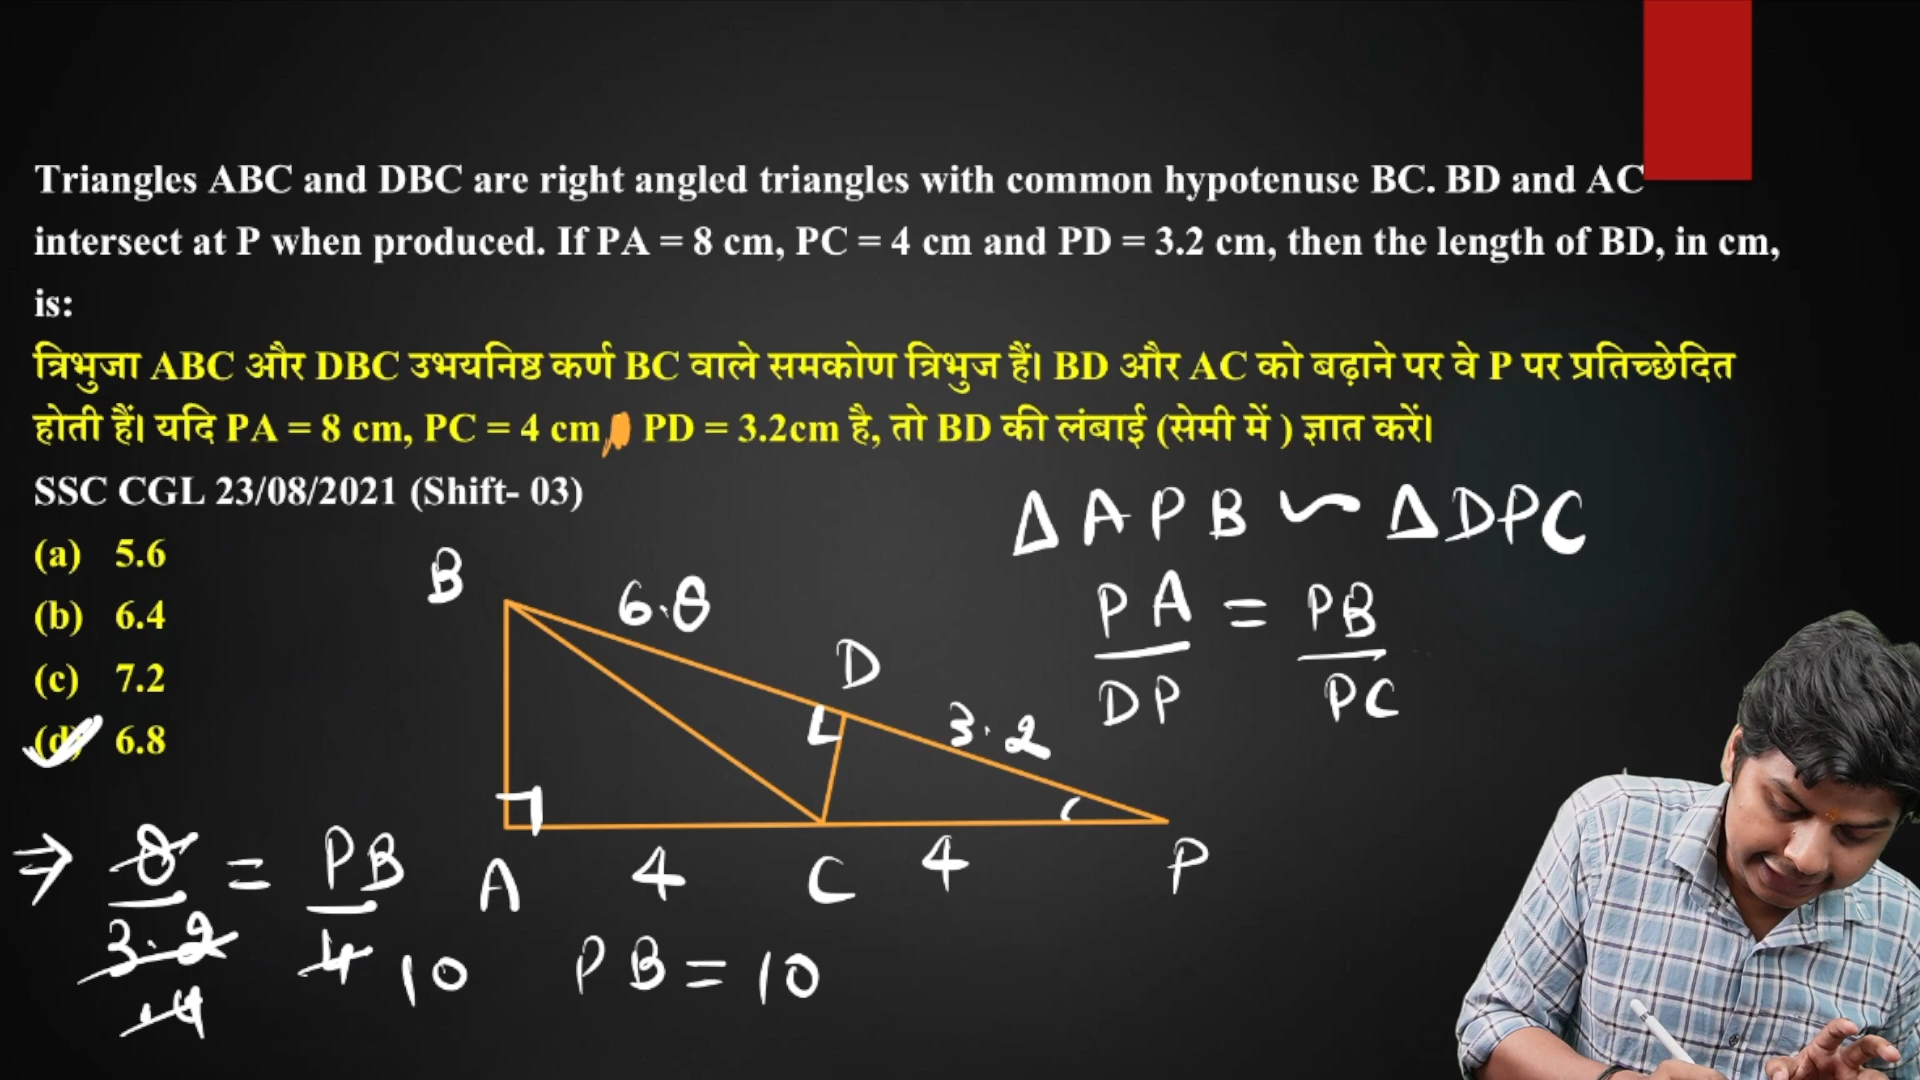 Triangles ABC and DBC are right angled triangles with common hypotenuse BC. BD and AC
intersect at P when produced. If PA = 8 cm, PC = 4 cm and PD = 3.2 cm, then the length of BD, in cm,
is:
त्रिभुजा ABC और DBC उभयनिष्ठ कर्ण BC वाले समकोण त्रिभुज हैं। BD और AC को बढ़ाने पर वे P पर प्रतिच्छेदित
होती हैं। यदि PA = 8 cm, PC = 4 cm, PD = 3.2cm है, तो BD की लंबाई (सेमी में ) ज्ञात करें।
SSC CGL 23/08/2021 (Shift- 03)
(a) 5.6
(b) 6.4
(c) 7.2
(d) 6.8
Δ APB ~ Δ DPC
PA = PB
DP PC
B
6.8
D
3.2
A 4 C 4 P
⇒ 8 = PB
3.2 4 10
.4
PB = 10